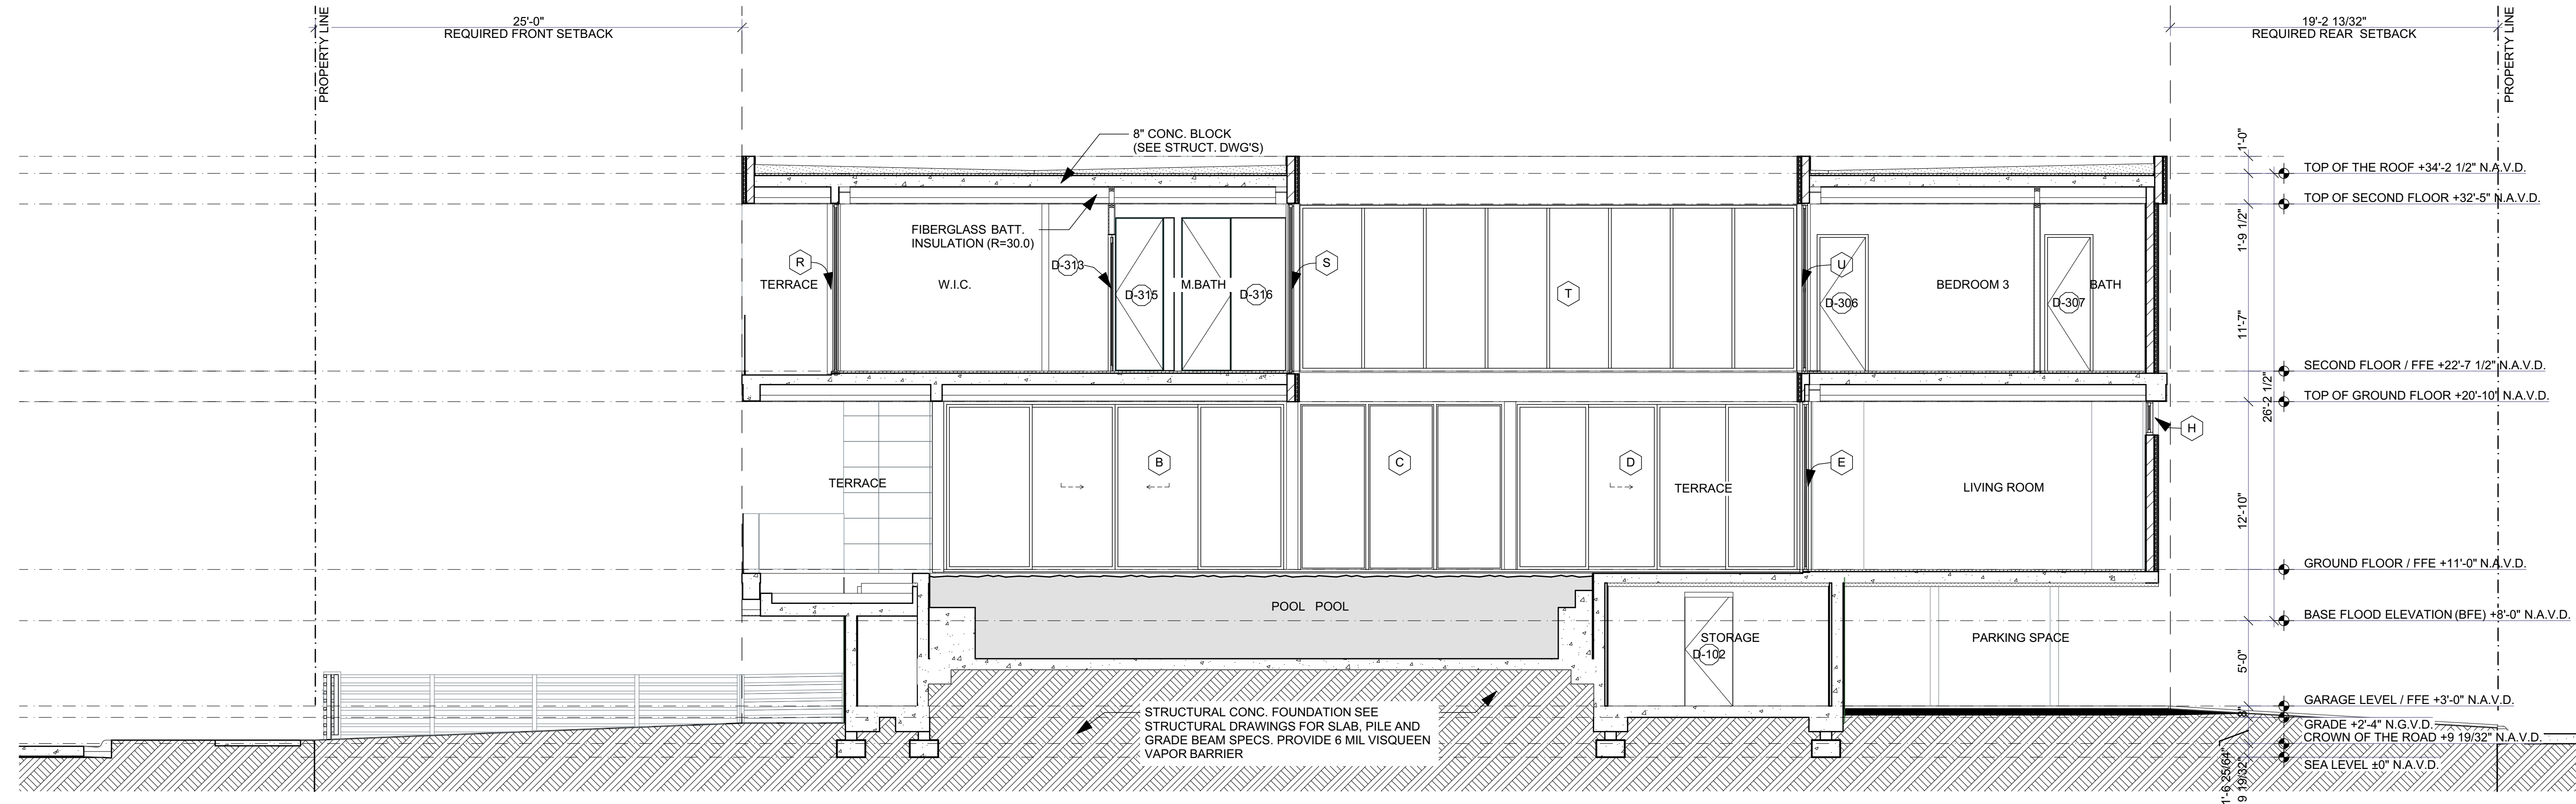 25'-0"
REQUIRED FRONT SETBACK
PROPERTY LINE
19'-2 13/32"
REQUIRED REAR SETBACK
PROPERTY LINE
8" CONC. BLOCK
(SEE STRUCT. DWG'S)
1'-0"
TOP OF THE ROOF +34'-2 1/2" N.A.V.D.
TOP OF SECOND FLOOR +32'-5" N.A.V.D.
FIBERGLASS BATT.
INSULATION (R=30.0)
1'-9 1/2"
R
D-313
S
U
TERRACE
W.I.C.
D-315
M.BATH
D-316
T
D-306
BEDROOM 3
D-307
BATH
11'-7"
SECOND FLOOR / FFE +22'-7 1/2" N.A.V.D.
26'-2 1/2"
TOP OF GROUND FLOOR +20'-10" N.A.V.D.
H
B
C
D
E
TERRACE
TERRACE
LIVING ROOM
12'-10"
GROUND FLOOR / FFE +11'-0" N.A.V.D.
POOL POOL
BASE FLOOD ELEVATION (BFE) +8'-0" N.A.V.D.
STORAGE
D-102
PARKING SPACE
5'-0"
GARAGE LEVEL / FFE +3'-0" N.A.V.D.
STRUCTURAL CONC. FOUNDATION SEE
STRUCTURAL DRAWINGS FOR SLAB, PILE AND
GRADE BEAM SPECS. PROVIDE 6 MIL VISQUEEN
VAPOR BARRIER
8"
GRADE +2'-4" N.G.V.D.
CROWN OF THE ROAD +9 19/32" N.A.V.D.
SEA LEVEL ±0" N.A.V.D.
1'-6 25/64"
9 19/32"